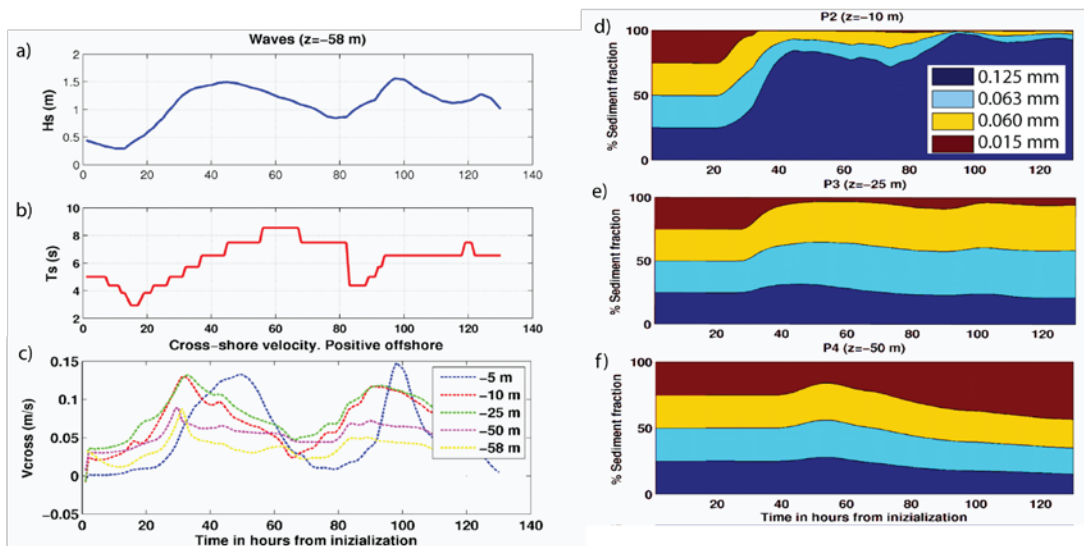 a)
Waves (z=-58 m)
Hs (m)
2
1.5
1
0.5
0
0 20 40 60 80 100 120 140
b)
Ts (s)
10
8
6
4
2
0 20 40 60 80 100 120 140
c)
Cross-shore velocity. Positive offshore
Vcross (m/s)
0.15
0.1
0.05
0
-0.05
-5 m
-10 m
-25 m
-50 m
-58 m
0 20 40 60 80 100 120 140
Time in hours from inizialization
d)
P2 (z=-10 m)
% Sediment fraction
100
50
0
0.125 mm
0.063 mm
0.060 mm
0.015 mm
20 40 60 80 100 120
e)
P3 (z=-25 m)
% Sediment fraction
100
50
0
20 40 60 80 100 120
f)
P4 (z=-50 m)
% Sediment fraction
100
50
0
20 40 60 80 100 120
Time in hours from inizialization